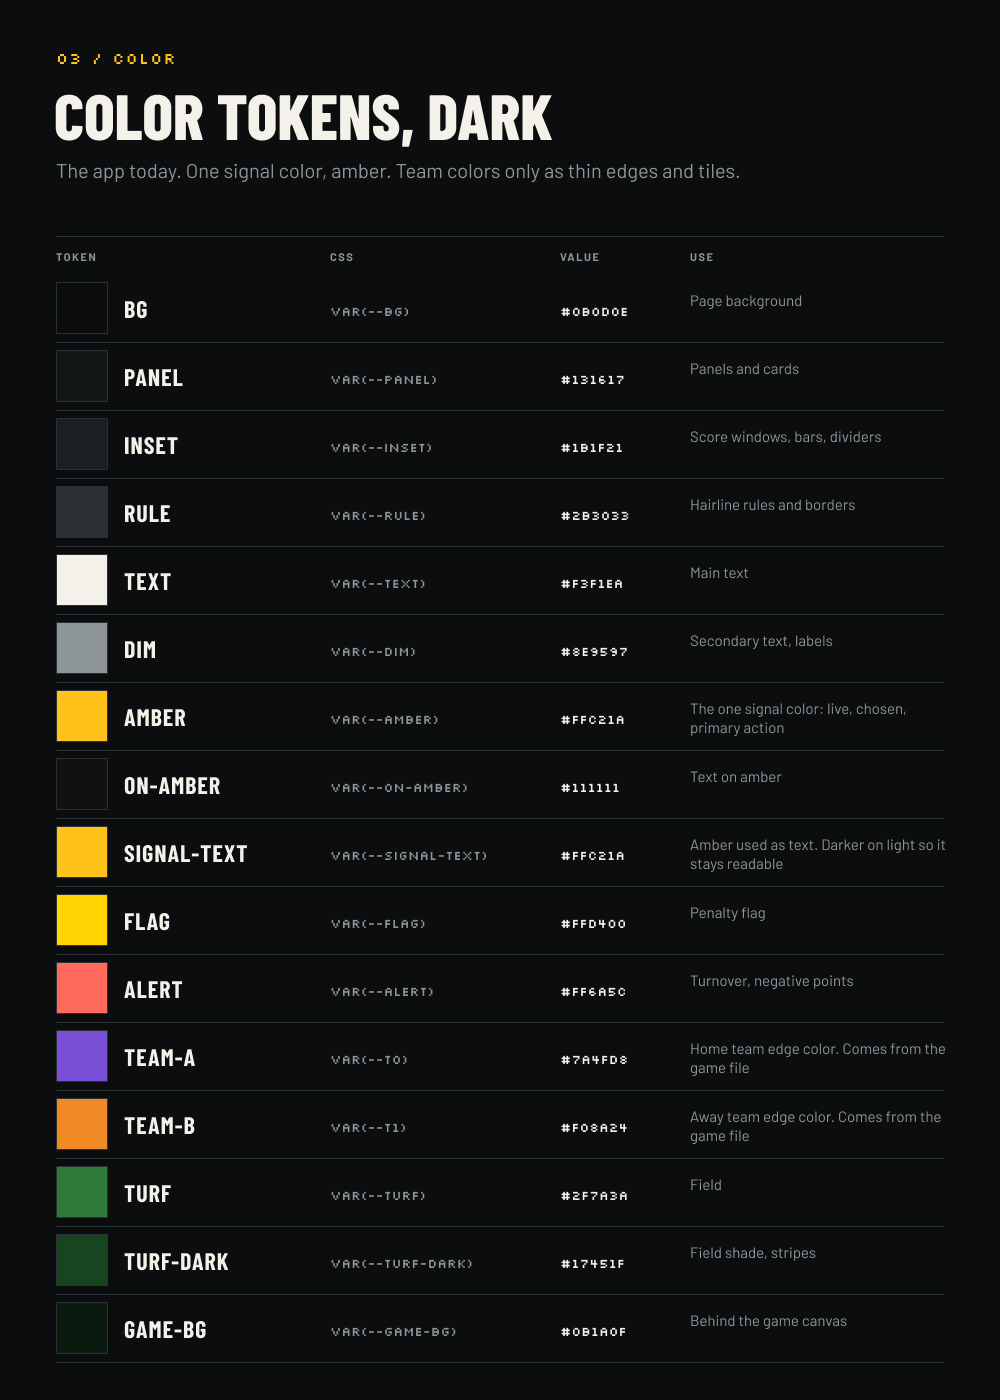 03 / COLOR
COLOR TOKENS, DARK
The app today. One signal color, amber. Team colors only as thin edges and tiles.
TOKEN CSS VALUE USE
BG VAR(--BG) #0B0D0E Page background
PANEL VAR(--PANEL) #131617 Panels and cards
INSET VAR(--INSET) #1B1F21 Score windows, bars, dividers
RULE VAR(--RULE) #2B3033 Hairline rules and borders
TEXT VAR(--TEXT) #F3F1EA Main text
DIM VAR(--DIM) #8E9597 Secondary text, labels
AMBER VAR(--AMBER) #FFC21A The one signal color: live, chosen,
primary action
ON-AMBER VAR(--ON-AMBER) #111111 Text on amber
SIGNAL-TEXT VAR(--SIGNAL-TEXT) #FFC21A Amber used as text. Darker on light so it
stays readable
FLAG VAR(--FLAG) #FFD400 Penalty flag
ALERT VAR(--ALERT) #FF6A5C Turnover, negative points
TEAM-A VAR(--T0) #7A4FD8 Home team edge color. Comes from the
game file
TEAM-B VAR(--T1) #F08A24 Away team edge color. Comes from the
game file
TURF VAR(--TURF) #2F7A3A Field
TURF-DARK VAR(--TURF-DARK) #17451F Field shade, stripes
GAME-BG VAR(--GAME-BG) #0B1A0F Behind the game canvas